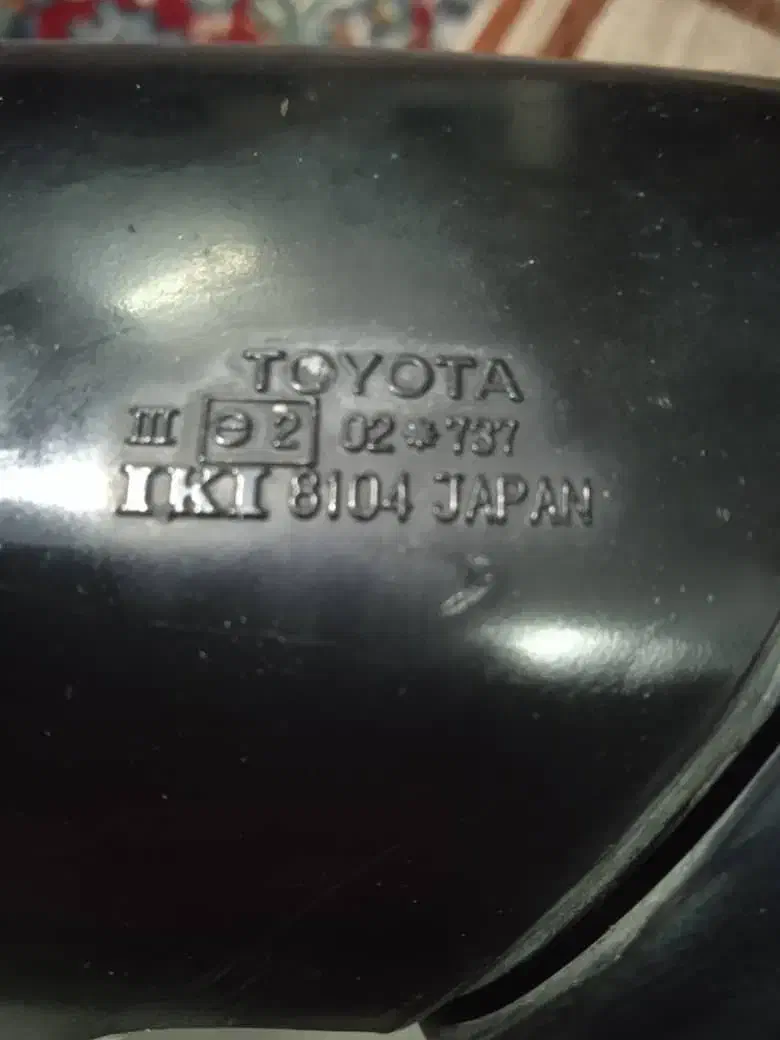 TOYOTA
III e 2 02*737
IKI 8104 JAPAN